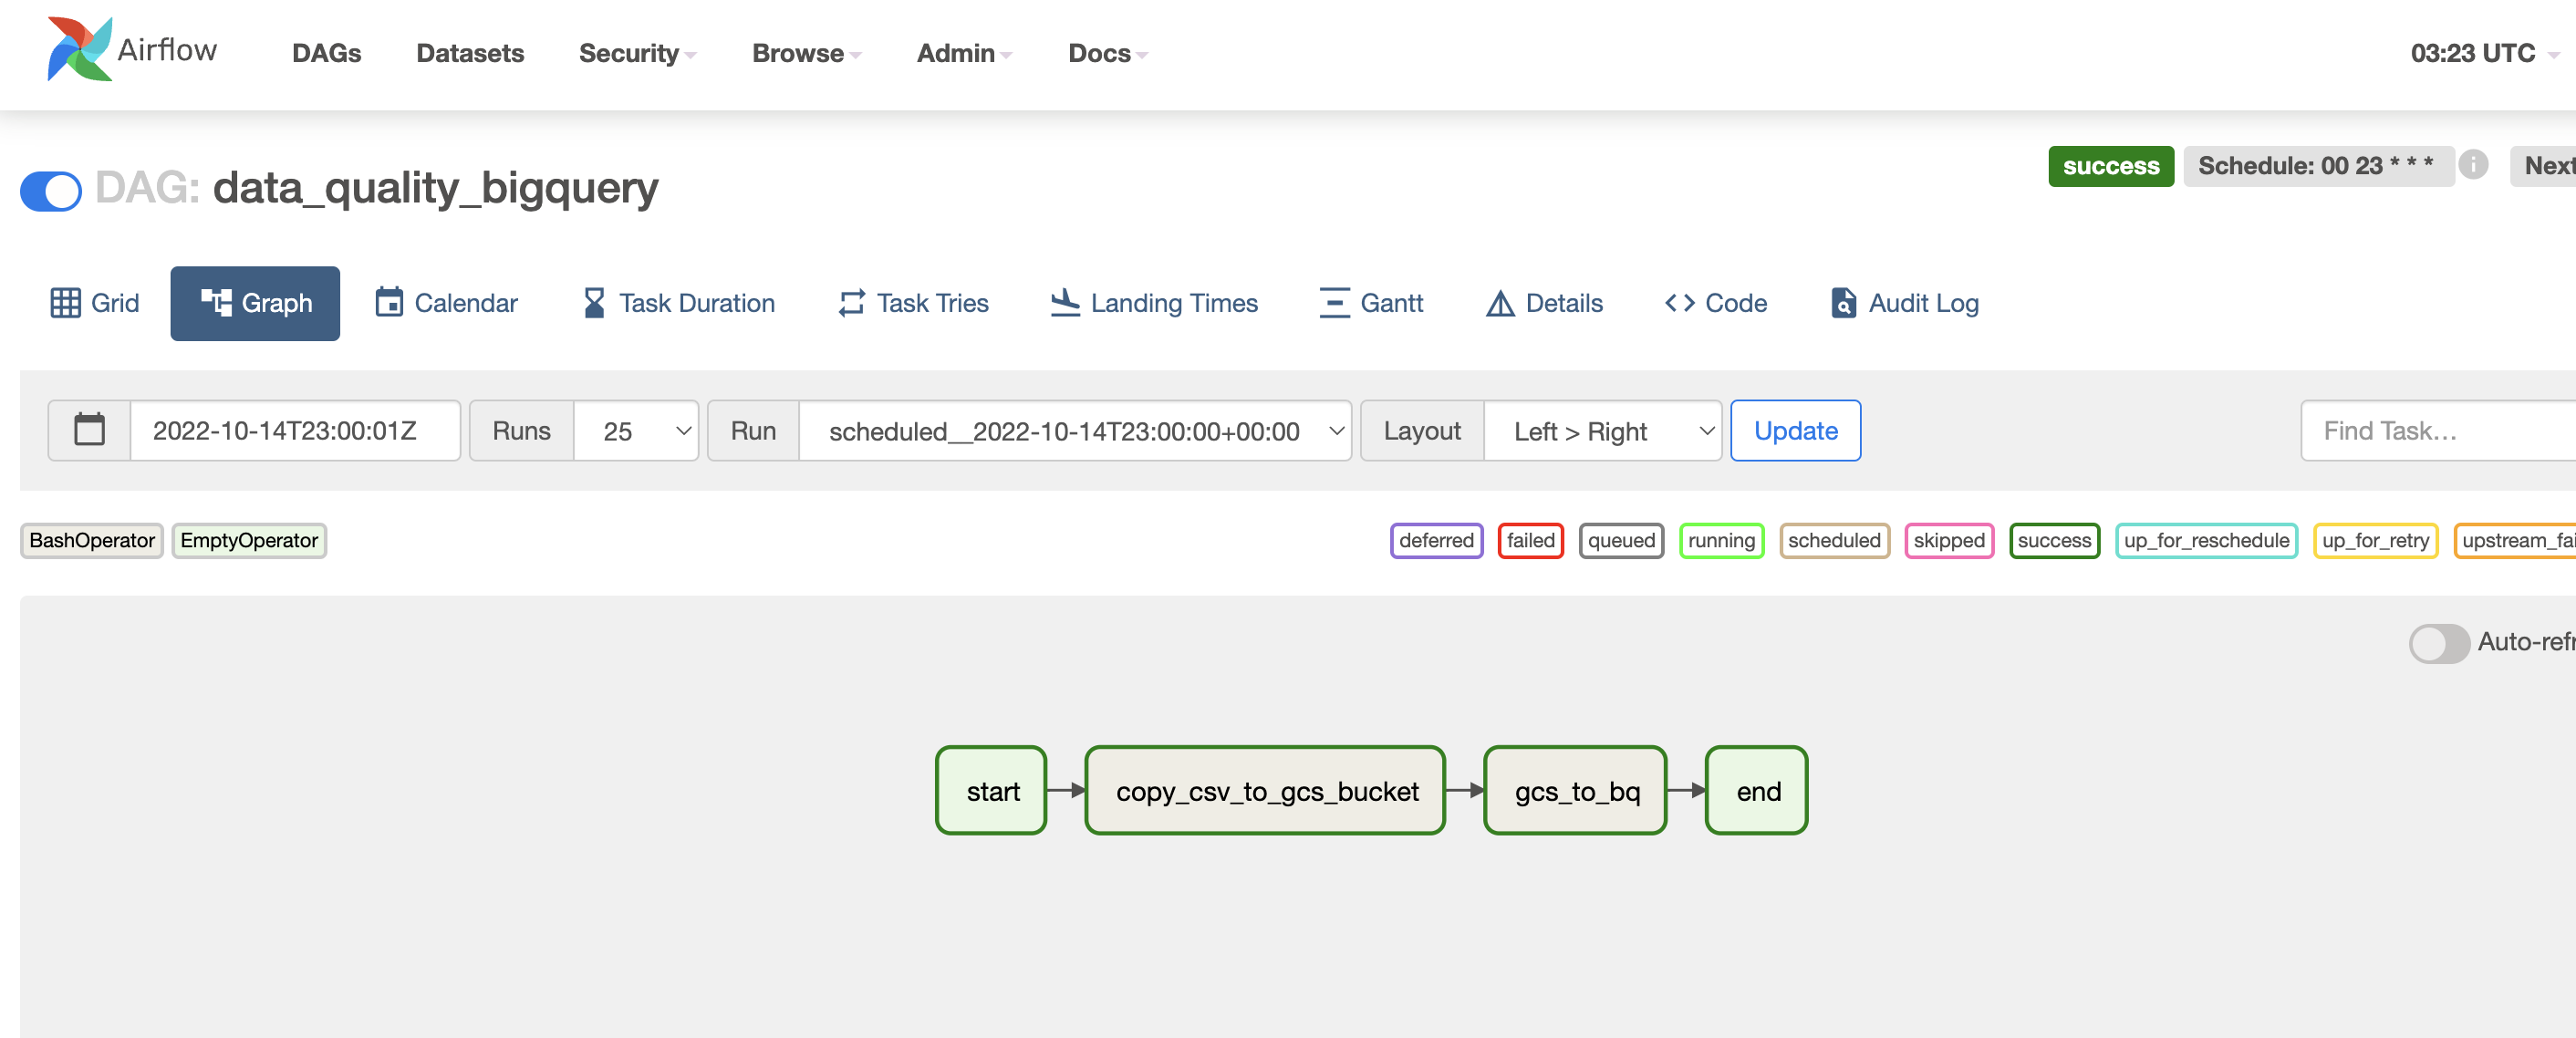 Airflow DAGs Datasets Security Browse Admin Docs 03:23 UTC
success Schedule: 00 23 * * * i Next
DAG: data_quality_bigquery
Grid Graph Calendar Task Duration Task Tries Landing Times Gantt Details <> Code Audit Log
2022-10-14T23:00:01Z Runs 25 Run scheduled__2022-10-14T23:00:00+00:00 Layout Left > Right Update Find Task...
BashOperator EmptyOperator deferred failed queued running scheduled skipped success up_for_reschedule up_for_retry upstream_fai
Auto-refr
start copy_csv_to_gcs_bucket gcs_to_bq end